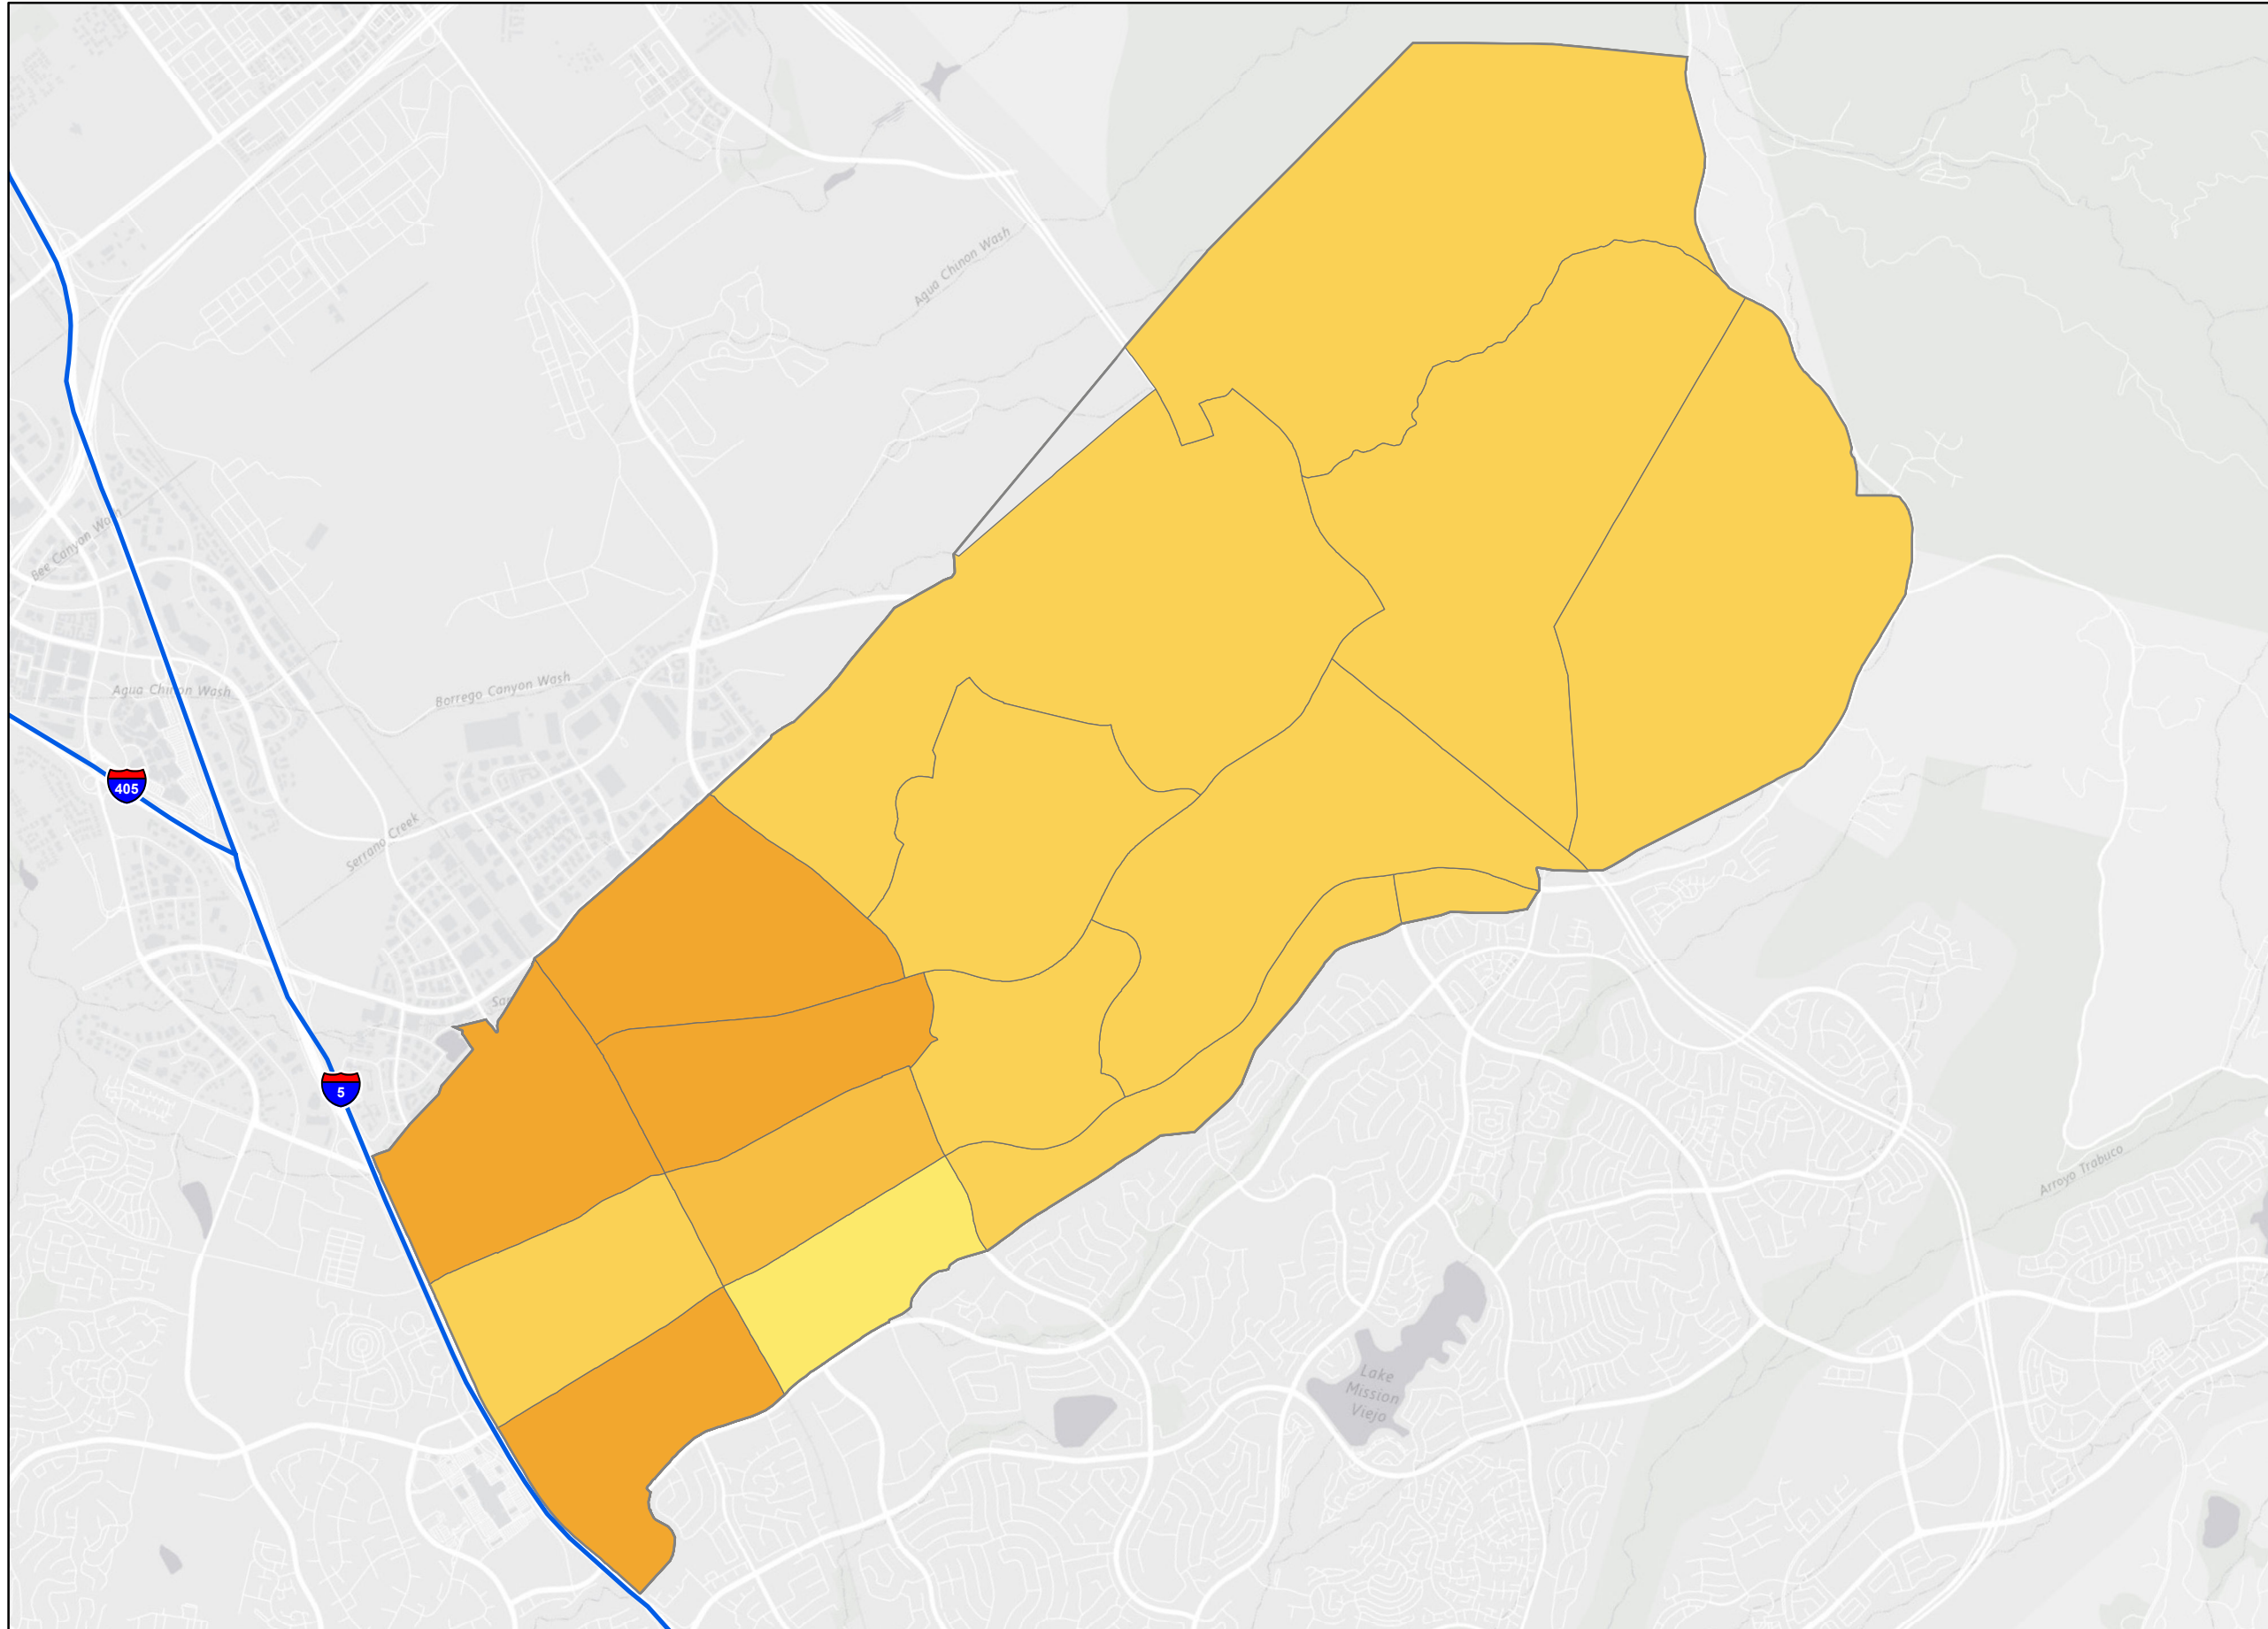 Agua Chinon Wash
Bee Canyon Wash
Agua Chinon Wash
Borrego Canyon Wash
405
Serrano Creek
5
Arroyo Trabuco
Lake
Mission
Viejo